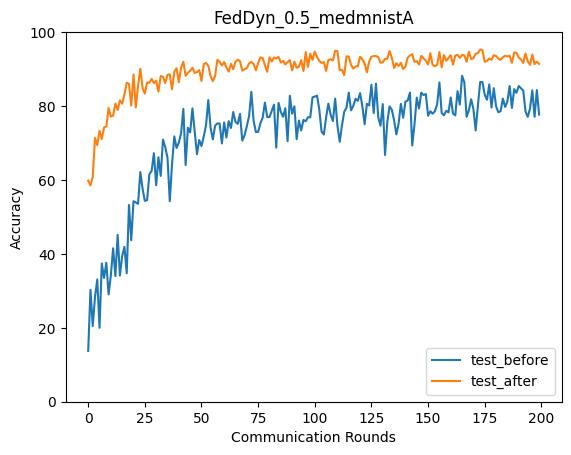 FedDyn_0.5_medmnistA
100
80
60
40
20
0
Accuracy
0 25 50 75 100 125 150 175 200
Communication Rounds
test_before
test_after